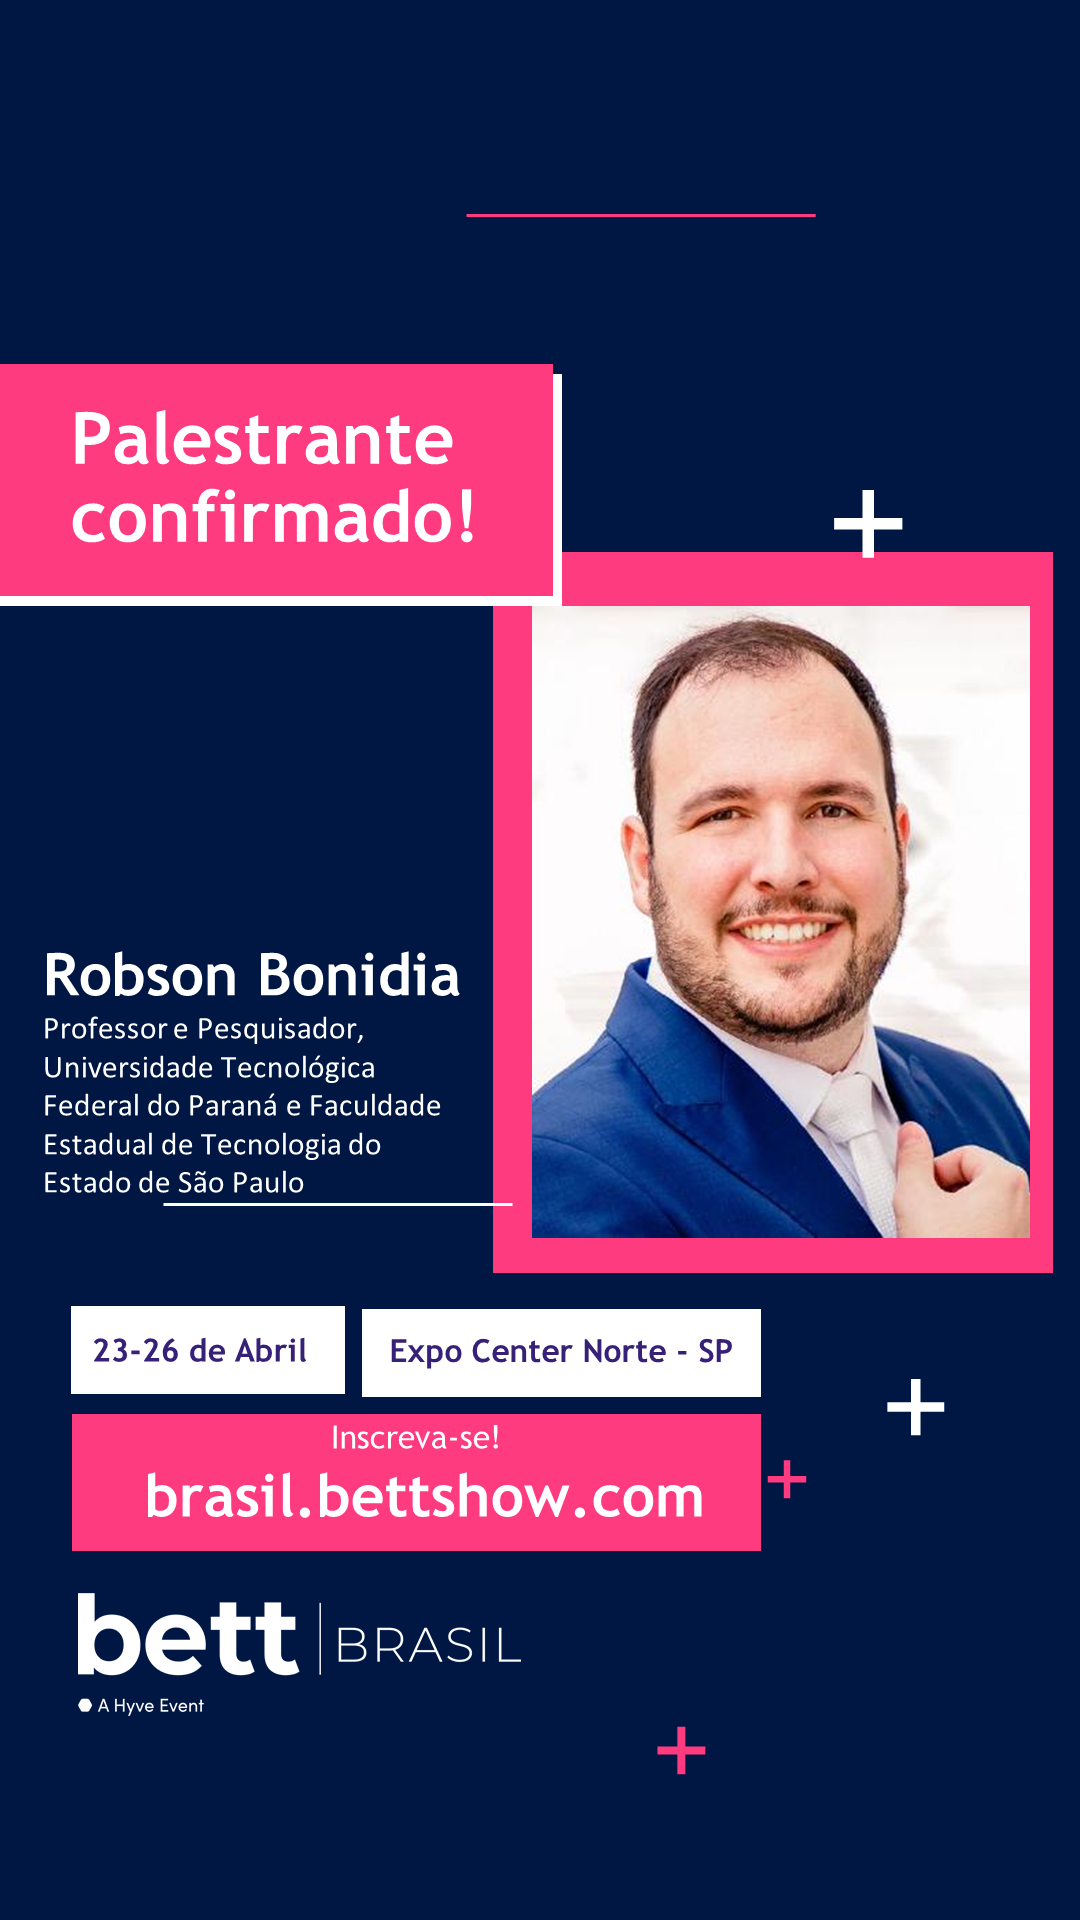 Palestrante
confirmado!
Robson Bonidia
Professor e Pesquisador,
Universidade Tecnológica
Federal do Paraná e Faculdade
Estadual de Tecnologia do
Estado de São Paulo
23-26 de Abril
Expo Center Norte - SP
Inscreva-se!
brasil.bettshow.com
bett BRASIL
A Hyve Event